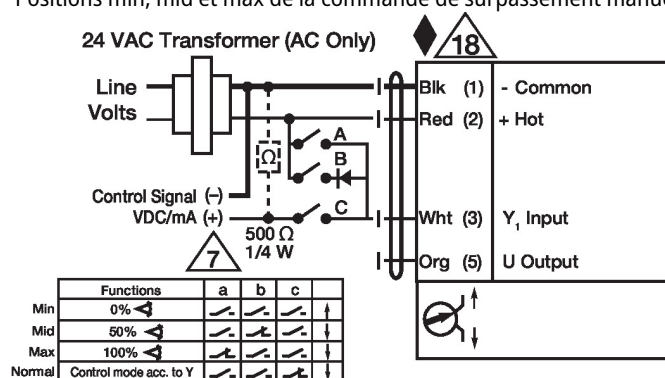 Positions min, mid et max de la commande de surpassement manu
24 VAC Transformer (AC Only)
18
Line
Volts
Blk (1) - Common
Red (2) + Hot
A
B
C
Ω
Control Signal (–)
VDC/mA (+)
Wht (3) Y1 Input
500 Ω
1/4 W
7
Org (5) U Output
Functions a b c
Min 0%
Mid 50%
Max 100%
Normal Control mode acc. to Y